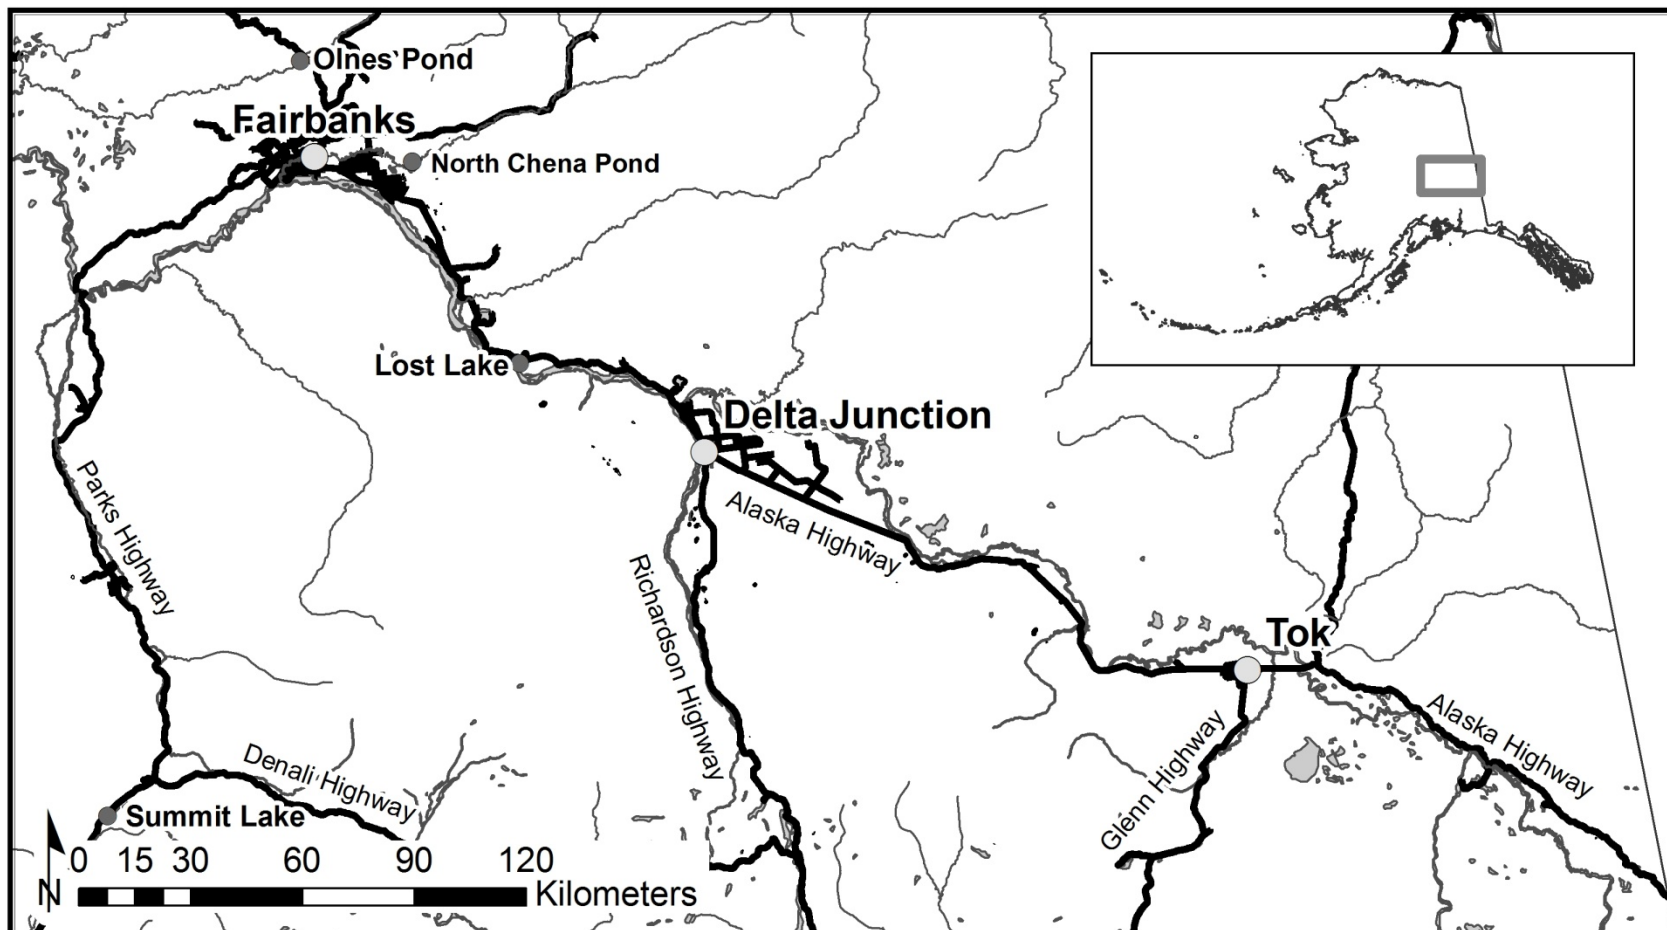 Olnes Pond
Fairbanks
North Chena Pond
Lost Lake
Delta Junction
Parks Highway
Alaska Highway
Richardson Highway
Tok
Alaska Highway
Glenn Highway
Denali Highway
Summit Lake
0 15 30 60 90 120
N
Kilometers